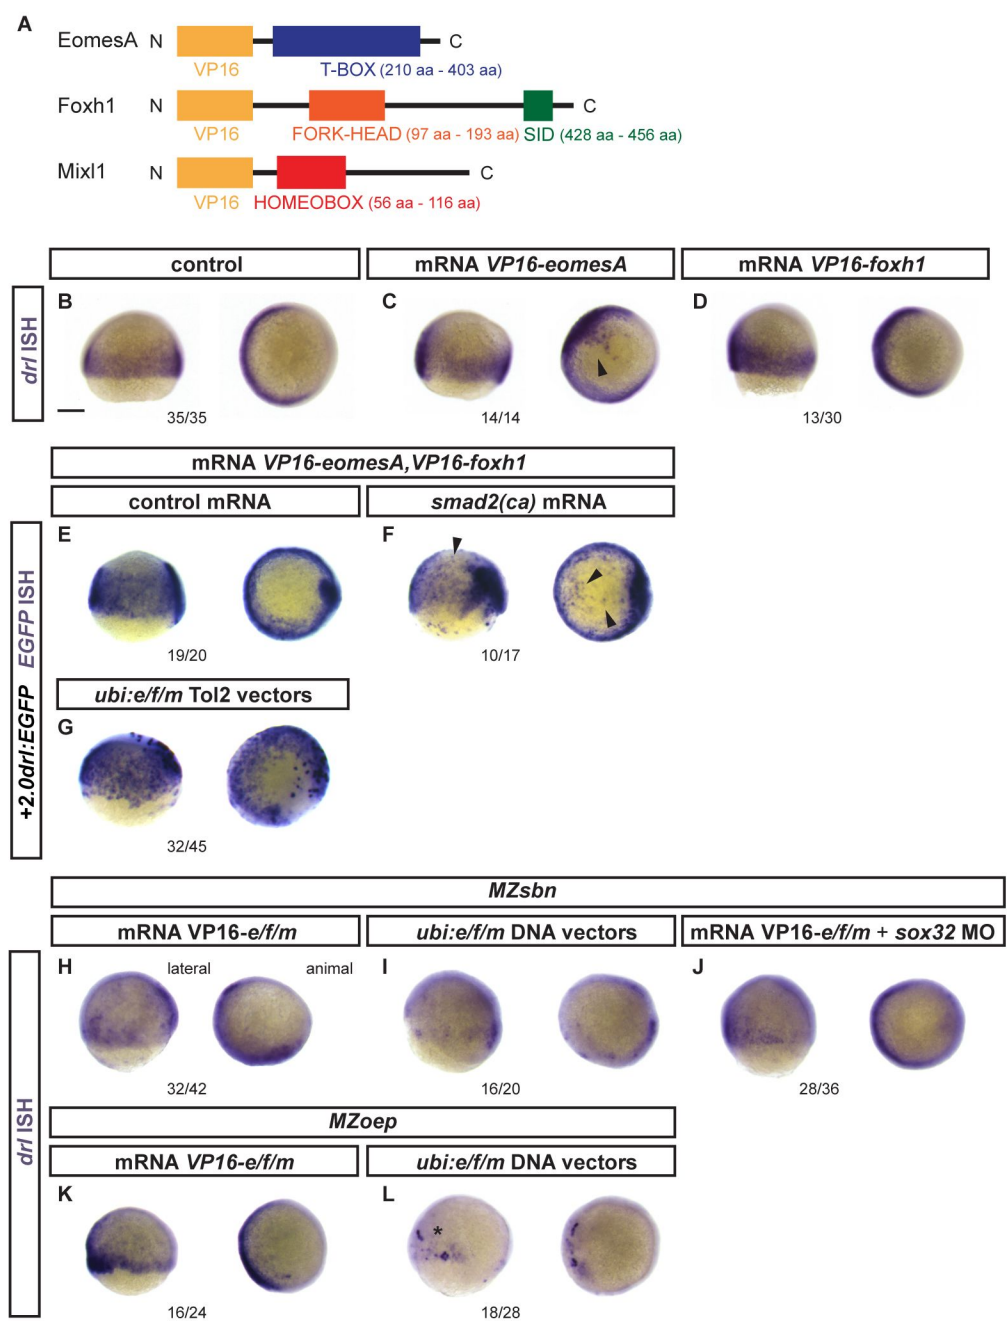 A
EomesA N C
VP16 T-BOX (210 aa - 403 aa)
Foxh1 N C
VP16 FORK-HEAD (97 aa - 193 aa) SID (428 aa - 456 aa)
Mixl1 N C
VP16 HOMEOBOX (56 aa - 116 aa)
control mRNA VP16-eomesA mRNA VP16-foxh1
drl ISH
B C D
35/35 14/14 13/30
mRNA VP16-eomesA,VP16-foxh1
control mRNA smad2(ca) mRNA
+2.0drl:EGFP EGFP ISH
E F
19/20 10/17
ubi:e/f/m Tol2 vectors
G
32/45
MZsbn
mRNA VP16-e/f/m ubi:e/f/m DNA vectors mRNA VP16-e/f/m + sox32 MO
drl ISH
H lateral animal I J
32/42 16/20 28/36
MZoep
mRNA VP16-e/f/m ubi:e/f/m DNA vectors
K L
*
16/24 18/28